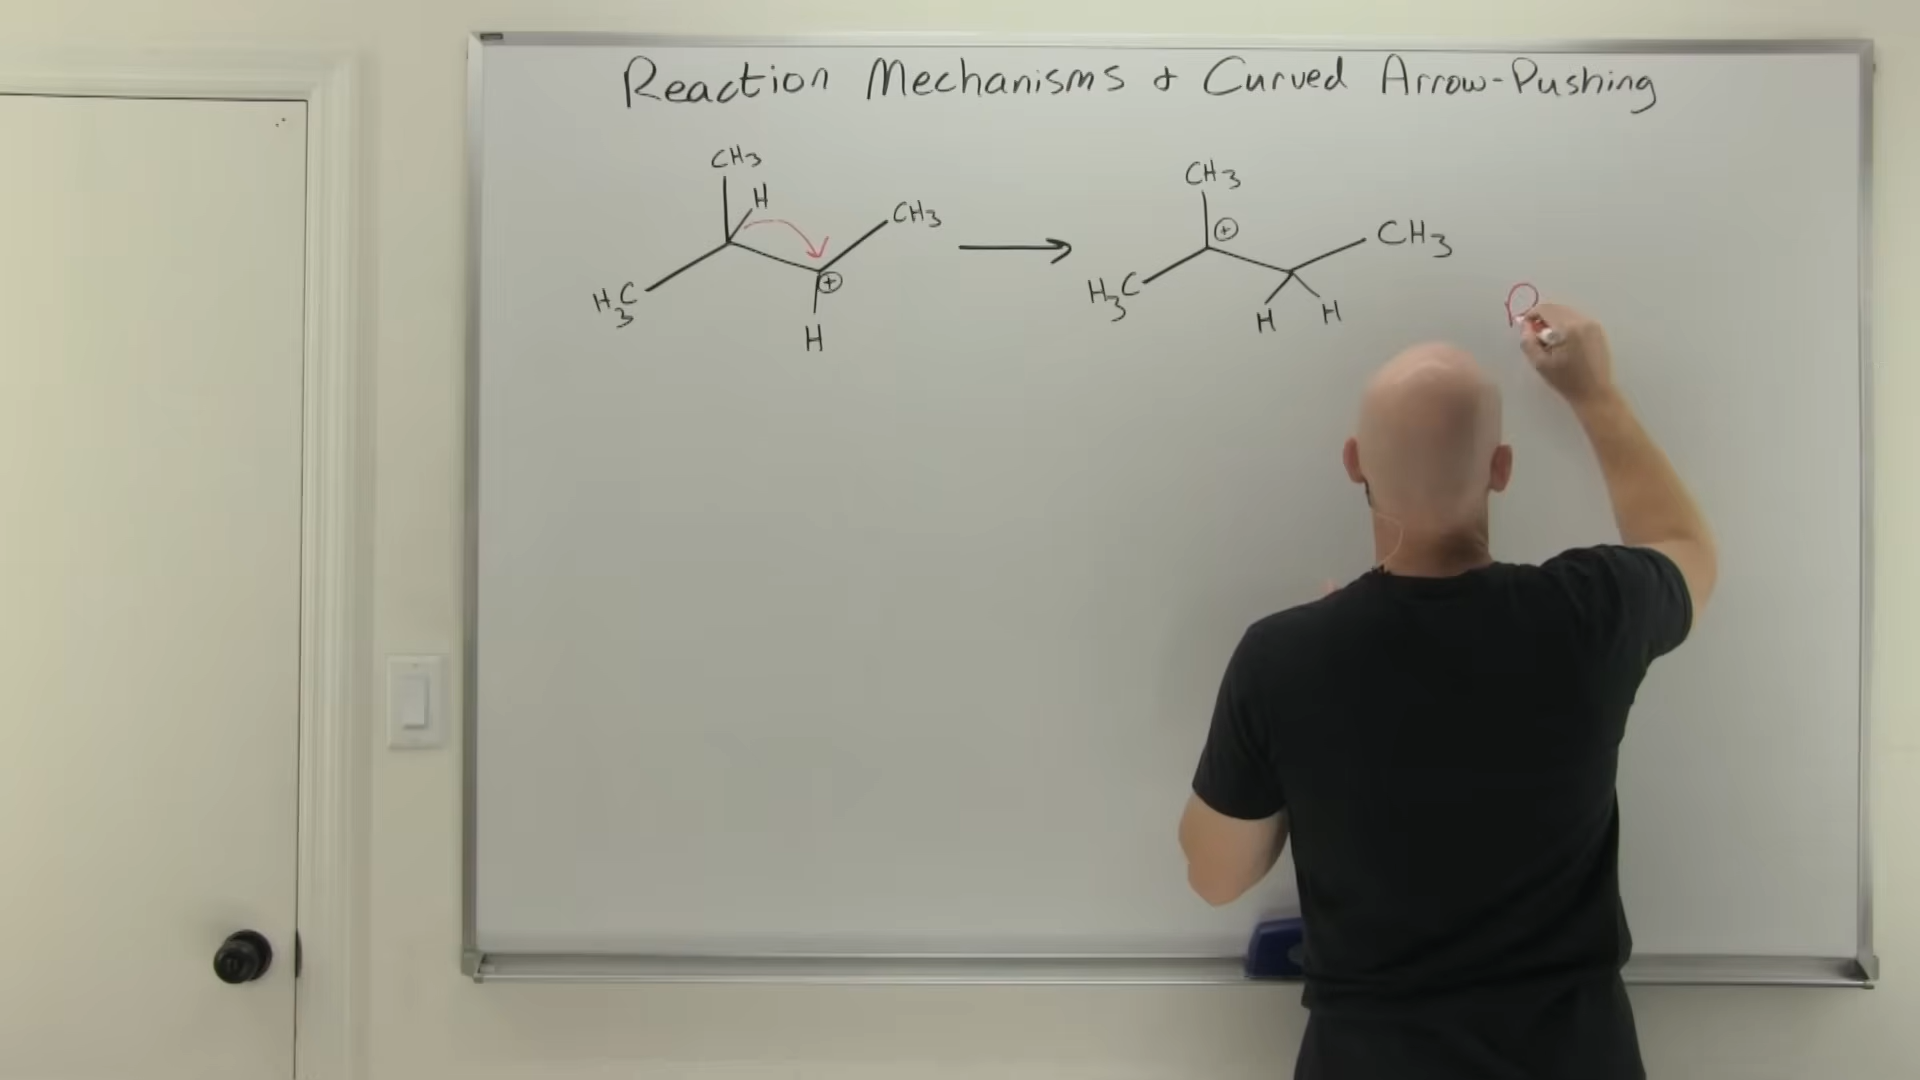 Reaction Mechanisms & Curved Arrow-Pushing
CH3
H
CH3
H3C
⊕
H
CH3
⊕
CH3
H3C
H H
R